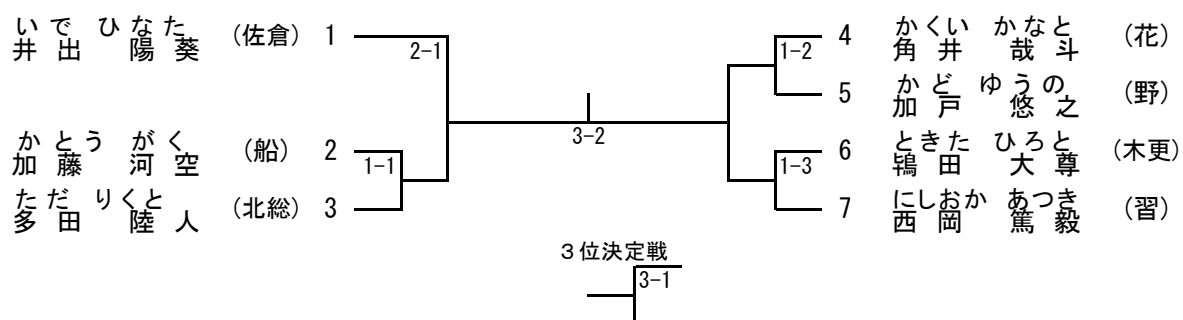 いで ひなた
井出 陽葵 （佐倉） 1
2-1
かとう がく
加藤 河空 （船） 2
1-1
ただ りくと
多田 陸人 （北総） 3
3-2
4 かくい かなと
角井 哉斗 （花）
1-2
5 かど ゆうの
加戸 悠之 （野）
6 ときた ひろと
鴇田 大尊 （木更）
1-3
7 にしおか あつき
西岡 篤毅 （習）
３位決定戦
3-1